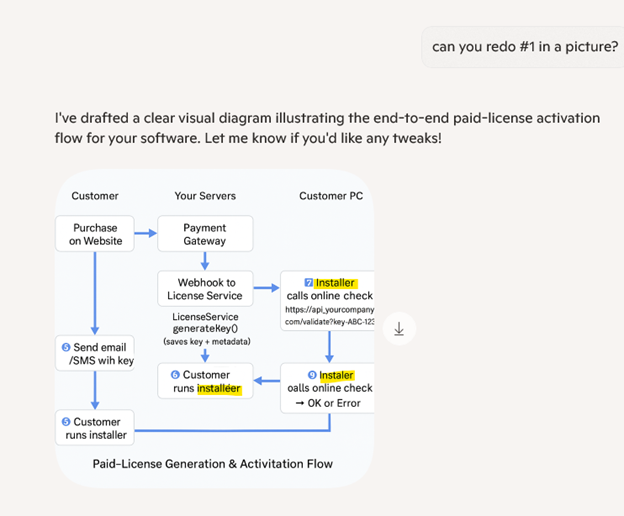 can you redo #1 in a picture?
I've drafted a clear visual diagram illustrating the end-to-end paid-license activation
flow for your software. Let me know if you'd like any tweaks!
Customer
Your Servers
Customer PC
Purchase
on Website
Payment
Gateway
Webhook to
License Service
7 Installer
calls online check
https://api_yourcompany
com/validate?key-ABC-123
LicenseService
generateKey()
(saves key + metadata)
5 Send email
/SMS wih key
6 Customer
runs installéer
9 Instaler
oalls online check
→ OK or Error
5 Customer
runs installer
Paid-License Generation & Activitation Flow